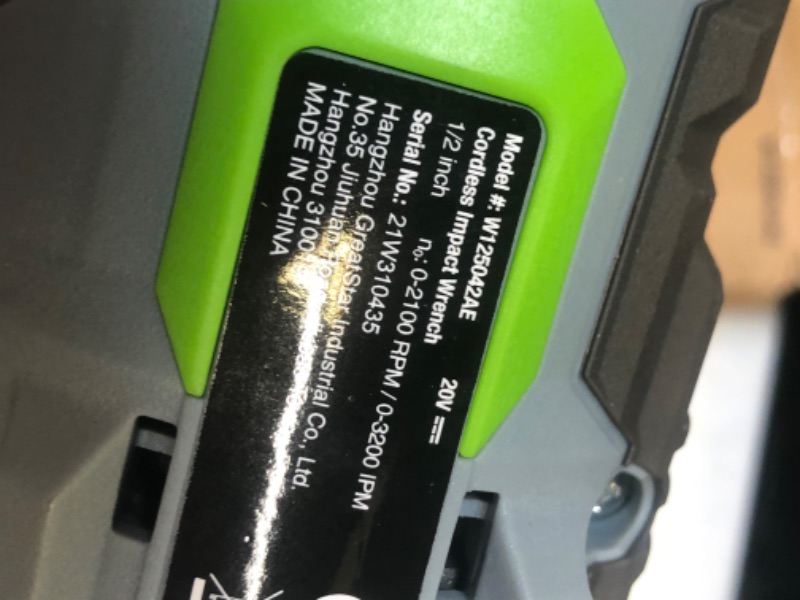 Model #: W125042AE
Cordless Impact Wrench 20V
1/2 inch n₀: 0-2100 RPM / 0-3200 IPM
Serial No.: 21W310435
Hangzhou GreatStar Industrial Co., Ltd.
No.35 Jiuhuan
Hangzhou
MADE IN CHINA